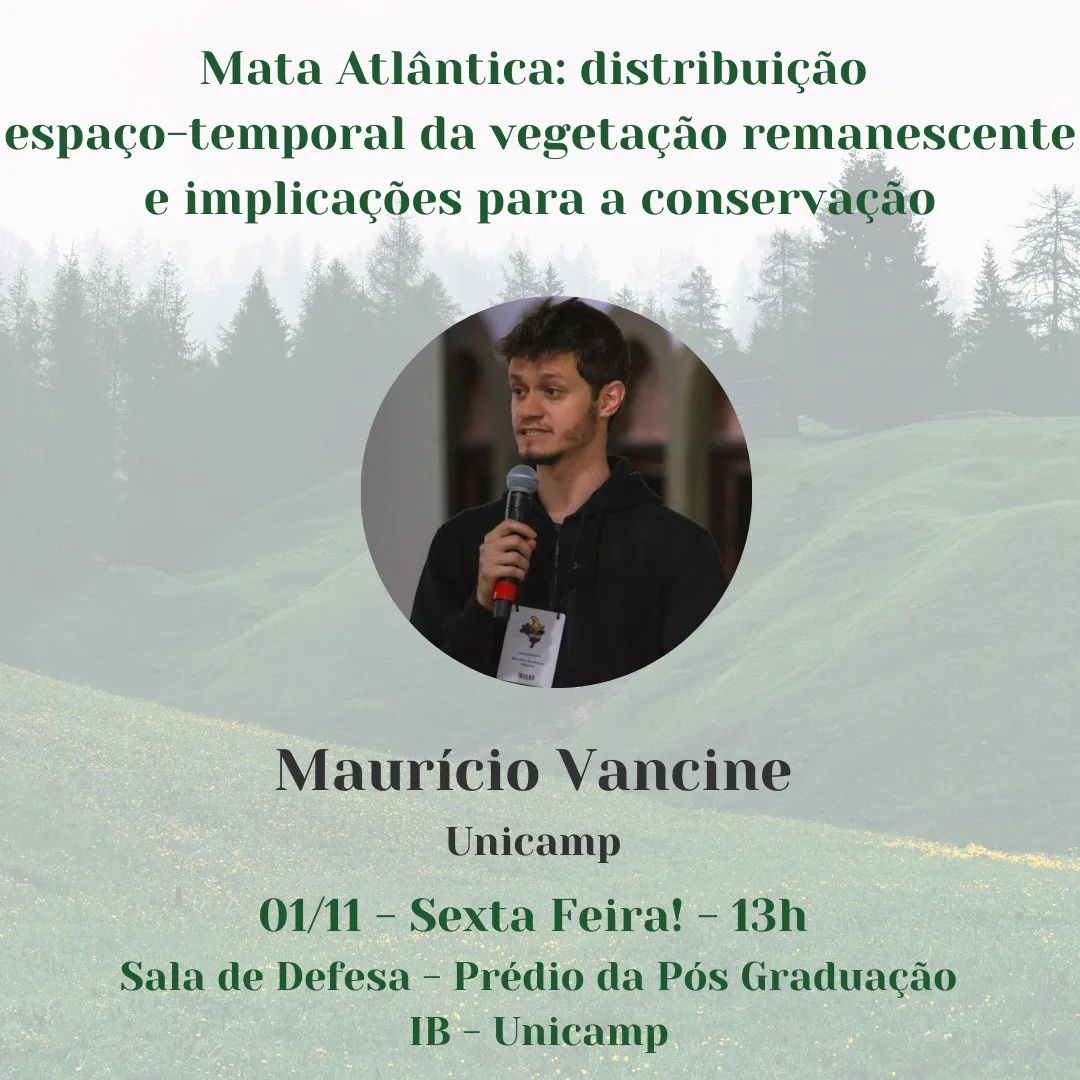 Mata Atlântica: distribuição
espaço-temporal da vegetação remanescente
e implicações para a conservação
Maurício Vancine
Unicamp
01/11 - Sexta Feira! - 13h
Sala de Defesa - Prédio da Pós Graduação
IB - Unicamp